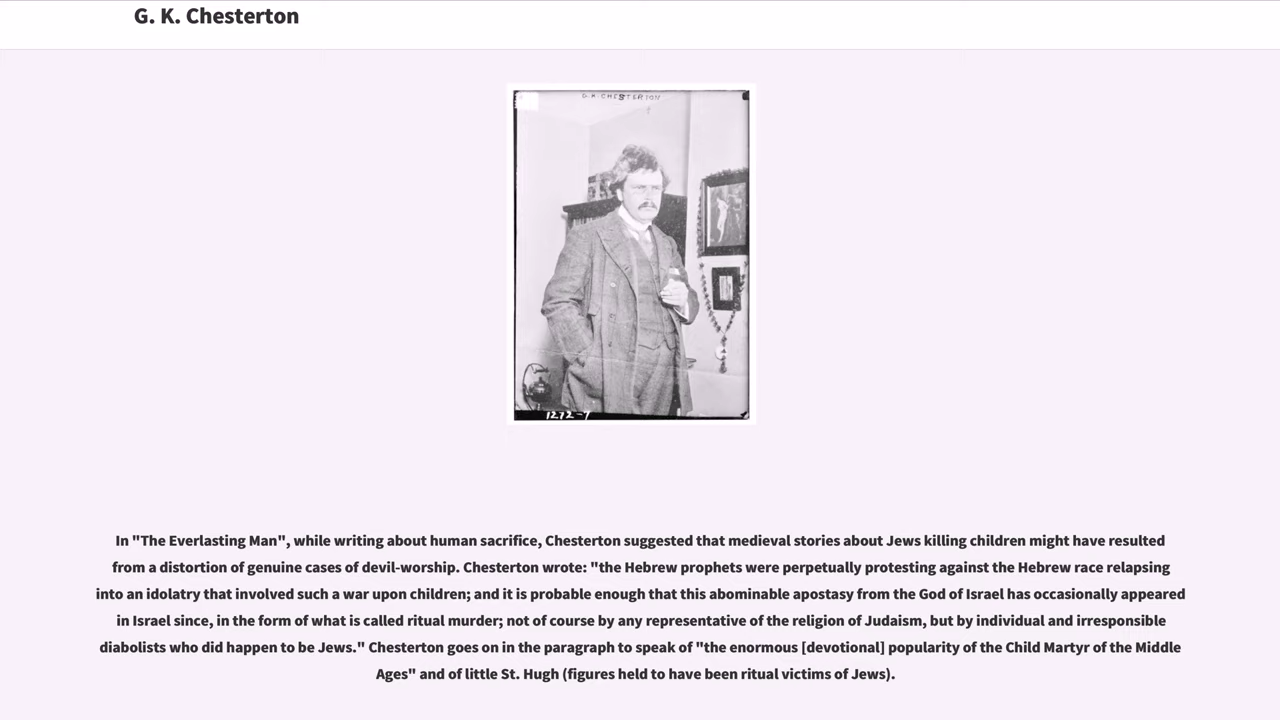 G. K. Chesterton
G. K. CHESTERTON
1272-7
In "The Everlasting Man", while writing about human sacrifice, Chesterton suggested that medieval stories about Jews killing children might have resulted
from a distortion of genuine cases of devil-worship. Chesterton wrote: "the Hebrew prophets were perpetually protesting against the Hebrew race relapsing
into an idolatry that involved such a war upon children; and it is probable enough that this abominable apostasy from the God of Israel has occasionally appeared
in Israel since, in the form of what is called ritual murder; not of course by any representative of the religion of Judaism, but by individual and irresponsible
diabolists who did happen to be Jews." Chesterton goes on in the paragraph to speak of "the enormous [devotional] popularity of the Child Martyr of the Middle
Ages" and of little St. Hugh (figures held to have been ritual victims of Jews).